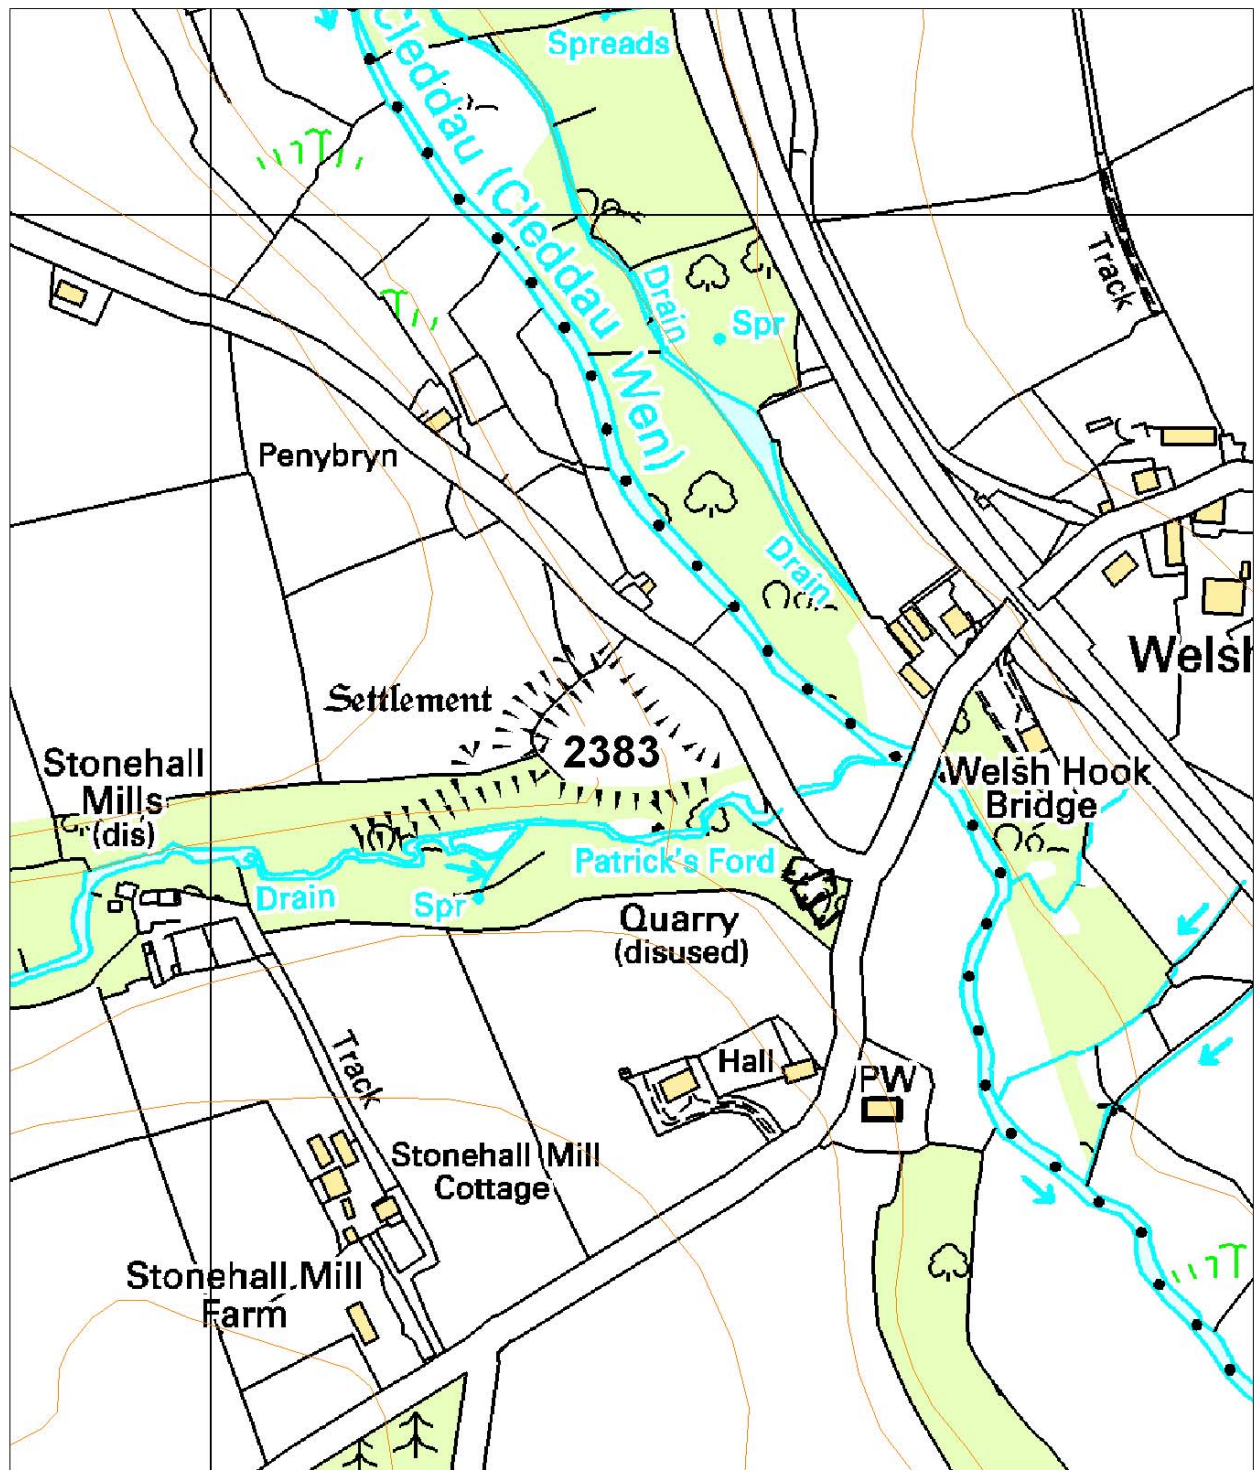 Spreads
Cleddau (Cleddau Wen)
Track
Drain
Spr
Penybryn
Drain
Settlement
2383
Stonehall
Mills
(dis)
Welsh Hook
Bridge
Patrick's Ford
Drain
Spr
Quarry
(disused)
Track
Hall
PW
Stonehall Mill
Cottage
Stonehall Mill
Farm